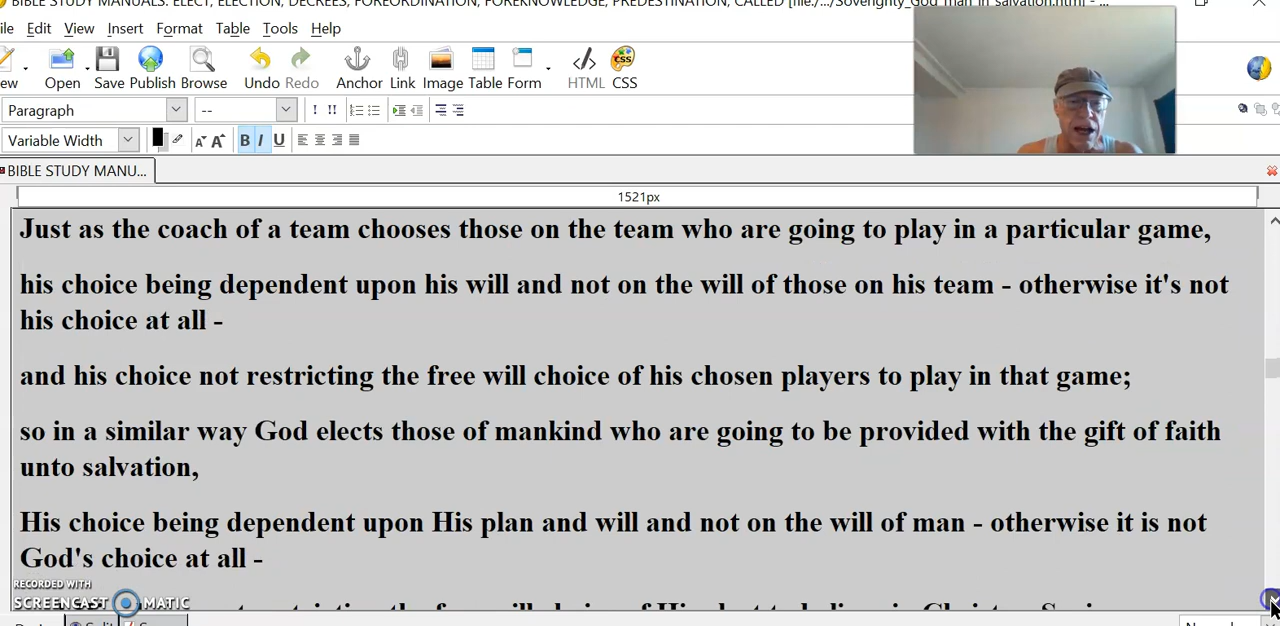 BIBLE STUDY MANUALS: ELECT, ELECTION, DECREES, FOREORDINATION, FOREKNOWLEDGE, PREDESTINATION, CALLED [file:/.../Soverignty_God_man_in_salvation.html] - ...
ile Edit View Insert Format Table Tools Help
ew Open Save Publish Browse Undo Redo Anchor Link Image Table Form HTML CSS
Paragraph -- ! !!
Variable Width A A B I U
BIBLE STUDY MANU...
1521px
Just as the coach of a team chooses those on the team who are going to play in a particular game,
his choice being dependent upon his will and not on the will of those on his team - otherwise it's not
his choice at all -
and his choice not restricting the free will choice of his chosen players to play in that game;
so in a similar way God elects those of mankind who are going to be provided with the gift of faith
unto salvation,
His choice being dependent upon His plan and will and not on the will of man - otherwise it is not
God's choice at all -
RECORDED WITH
SCREENCAST MATIC